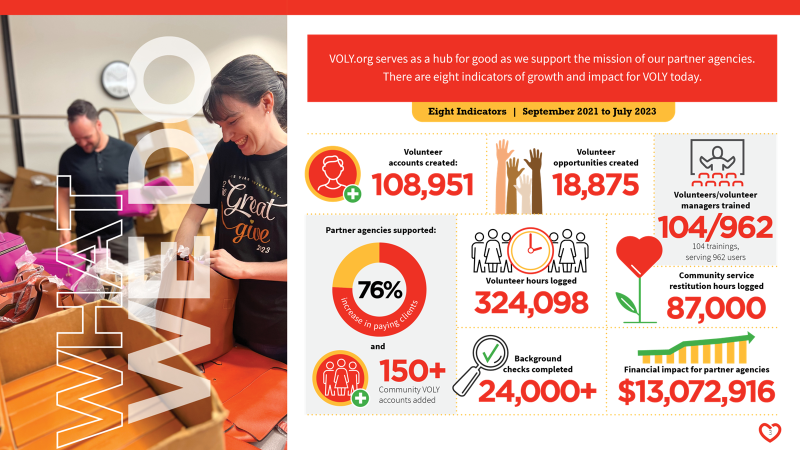 WHAT
WE DO
Great
give
VOLY.org serves as a hub for good as we support the mission of our partner agencies.
There are eight indicators of growth and impact for VOLY today.
Eight Indicators | September 2021 to July 2023
Volunteer
accounts created:
108,951
Volunteer
opportunities created
18,875
Volunteers/volunteer
managers trained
104/962
104 trainings,
serving 962 users
Partner agencies supported:
76%
increase in paying clients
and
150+
Community VOLY
accounts added
Volunteer hours logged
324,098
Community service
restitution hours logged
87,000
Background
checks completed
24,000+
Financial impact for partner agencies
$13,072,916